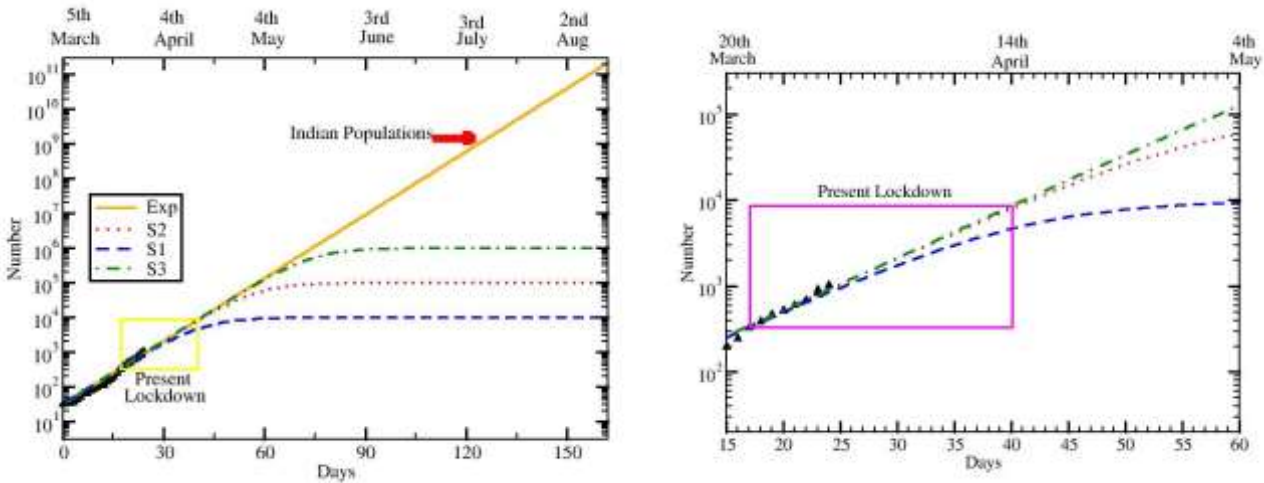 5th March
4th April
4th May
3rd June
3rd July
2nd Aug
10^11
10^10
10^9
10^8
10^7
10^6
10^5
10^4
10^3
10^2
10^1
Number
Indian Populations
Exp
S2
S1
S3
Present
Lockdown
0 30 60 90 120 150
Days
20th March
14th April
4th May
10^5
10^4
10^3
10^2
Number
Present Lockdown
15 20 25 30 35 40 45 50 55 60
Days